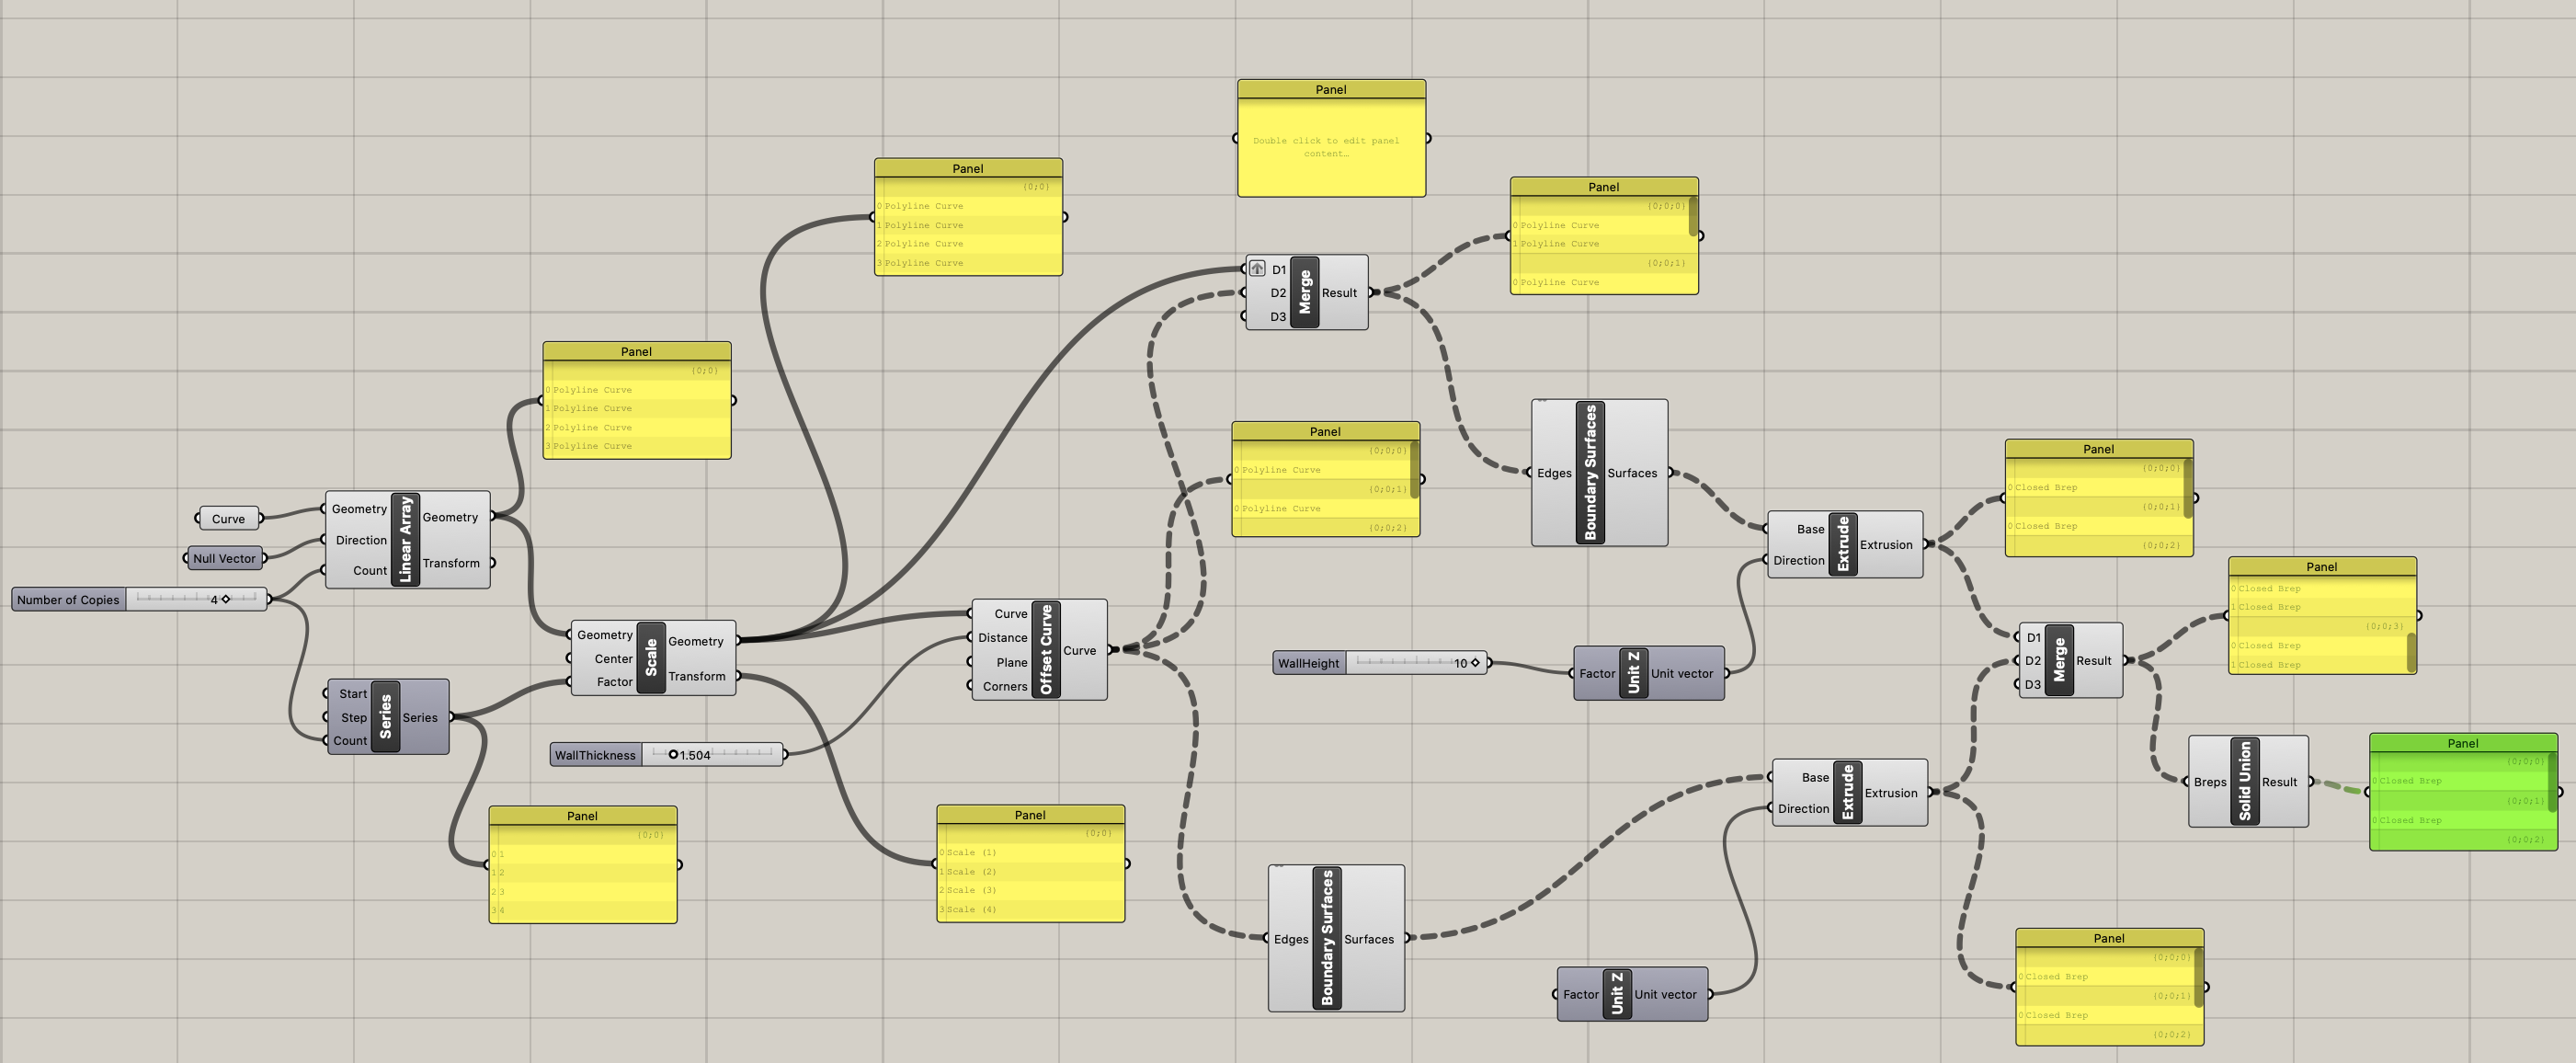 Panel
Double click to edit panel
content…
Panel
{0;0}
0 Polyline Curve
1 Polyline Curve
2 Polyline Curve
3 Polyline Curve
Panel
{0;0;0}
0 Polyline Curve
1 Polyline Curve
{0;0;1}
0 Polyline Curve
D1
D2
D3
Merge
Result
Panel
{0;0}
0 Polyline Curve
1 Polyline Curve
2 Polyline Curve
3 Polyline Curve
Panel
{0;0;0}
0 Polyline Curve
{0;0;1}
0 Polyline Curve
{0;0;2}
Edges
Boundary Surfaces
Surfaces
Curve
Null Vector
Number of Copies
4
Geometry
Direction
Count
Linear Array
Geometry
Transform
Base
Direction
Extrude
Extrusion
Panel
{0;0;0}
0 Closed Brep
{0;0;1}
0 Closed Brep
{0;0;2}
Panel
0 Closed Brep
1 Closed Brep
{0;0;3}
0 Closed Brep
1 Closed Brep
Geometry
Center
Factor
Scale
Geometry
Transform
Curve
Distance
Plane
Corners
Offset Curve
Curve
WallHeight
10
Factor
Unit Z
Unit vector
D1
D2
D3
Merge
Result
Start
Step
Count
Series
Series
WallThickness
1.504
Base
Direction
Extrude
Extrusion
Breps
Solid Union
Result
Panel
{0;0;0}
0 Closed Brep
{0;0;1}
0 Closed Brep
{0;0;2}
Panel
{0;0}
0 1
1 2
2 3
3 4
Panel
{0;0}
0 Scale (1)
1 Scale (2)
2 Scale (3)
3 Scale (4)
Edges
Boundary Surfaces
Surfaces
Factor
Unit Z
Unit vector
Panel
{0;0;0}
0 Closed Brep
{0;0;1}
0 Closed Brep
{0;0;2}